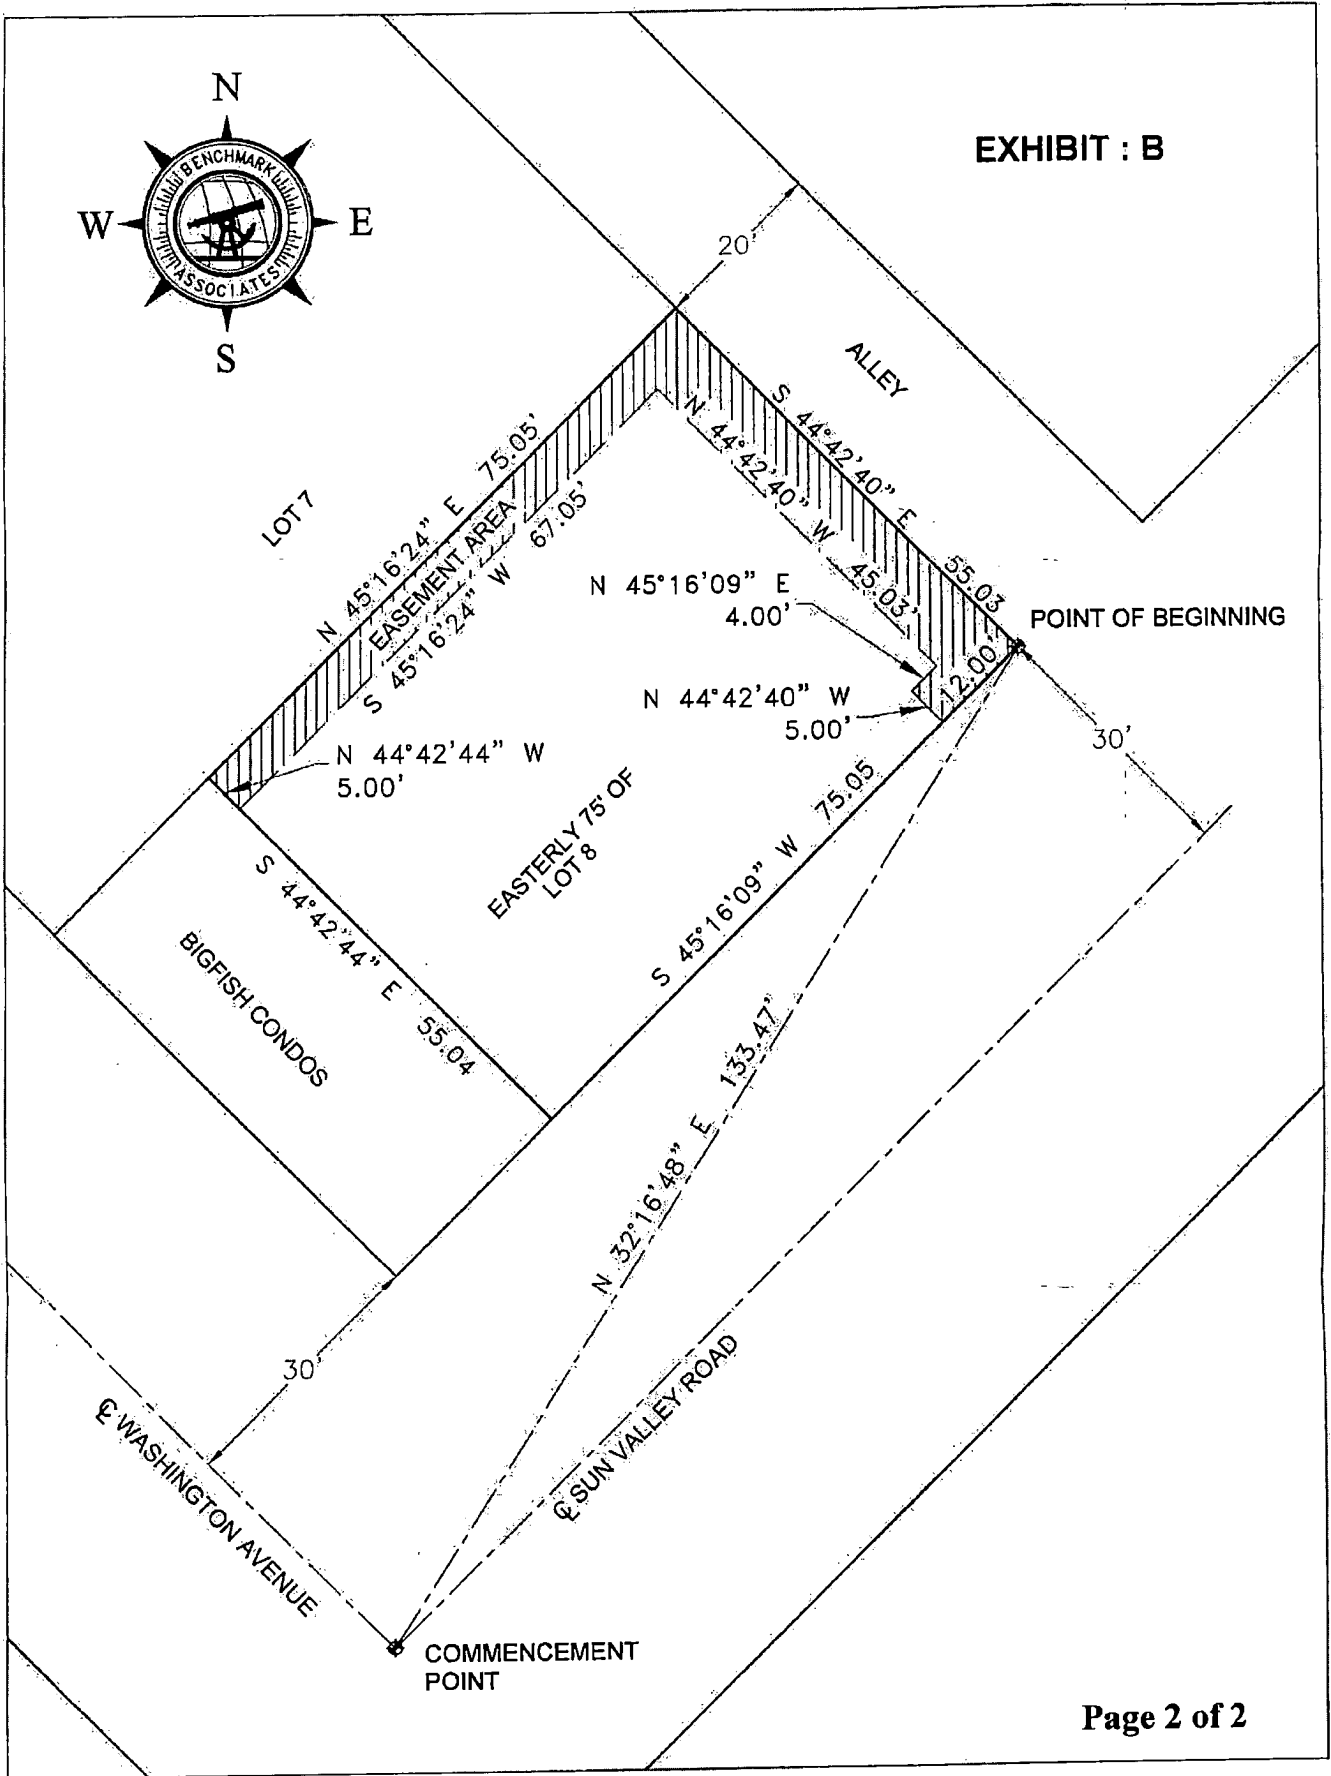 EXHIBIT : B
N
W
E
S
BENCHMARK
ASSOCIATES
20'
ALLEY
S 44°42'40" E 55.03
N 44°42'40" W 45.03'
LOT 7
N 45°16'24" E 75.05'
EASEMENT AREA
S 45°16'24" W 67.05'
N 45°16'09" E
4.00'
POINT OF BEGINNING
12.00'
N 44°42'40" W
5.00'
30'
N 44°42'44" W
5.00'
EASTERLY 75' OF
LOT 8
S 45°16'09" W 75.05
S 44°42'44" E 55.04
BIGFISH CONDOS
N 32°16'48" E 133.47'
30'
℄ WASHINGTON AVENUE
℄ SUN VALLEY ROAD
COMMENCEMENT
POINT
Page 2 of 2